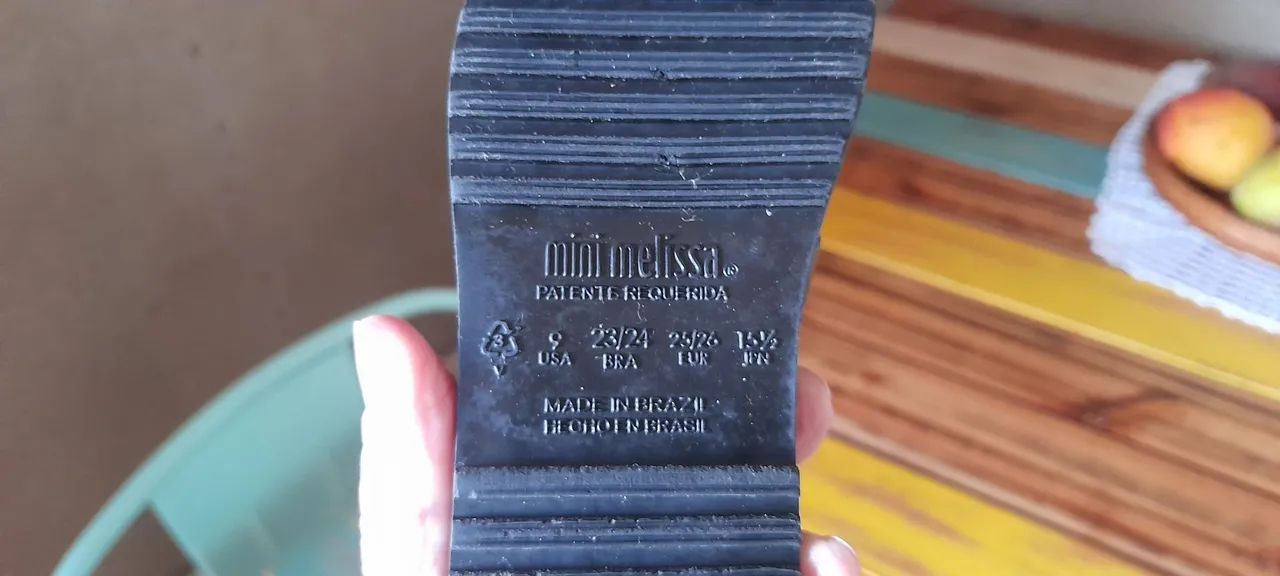 mini melissa®
PATENTE REQUERIDA
3 9 23/24 25/26 15½
V USA BRA EUR JPN
MADE IN BRAZIL
HECHO EN BRASIL